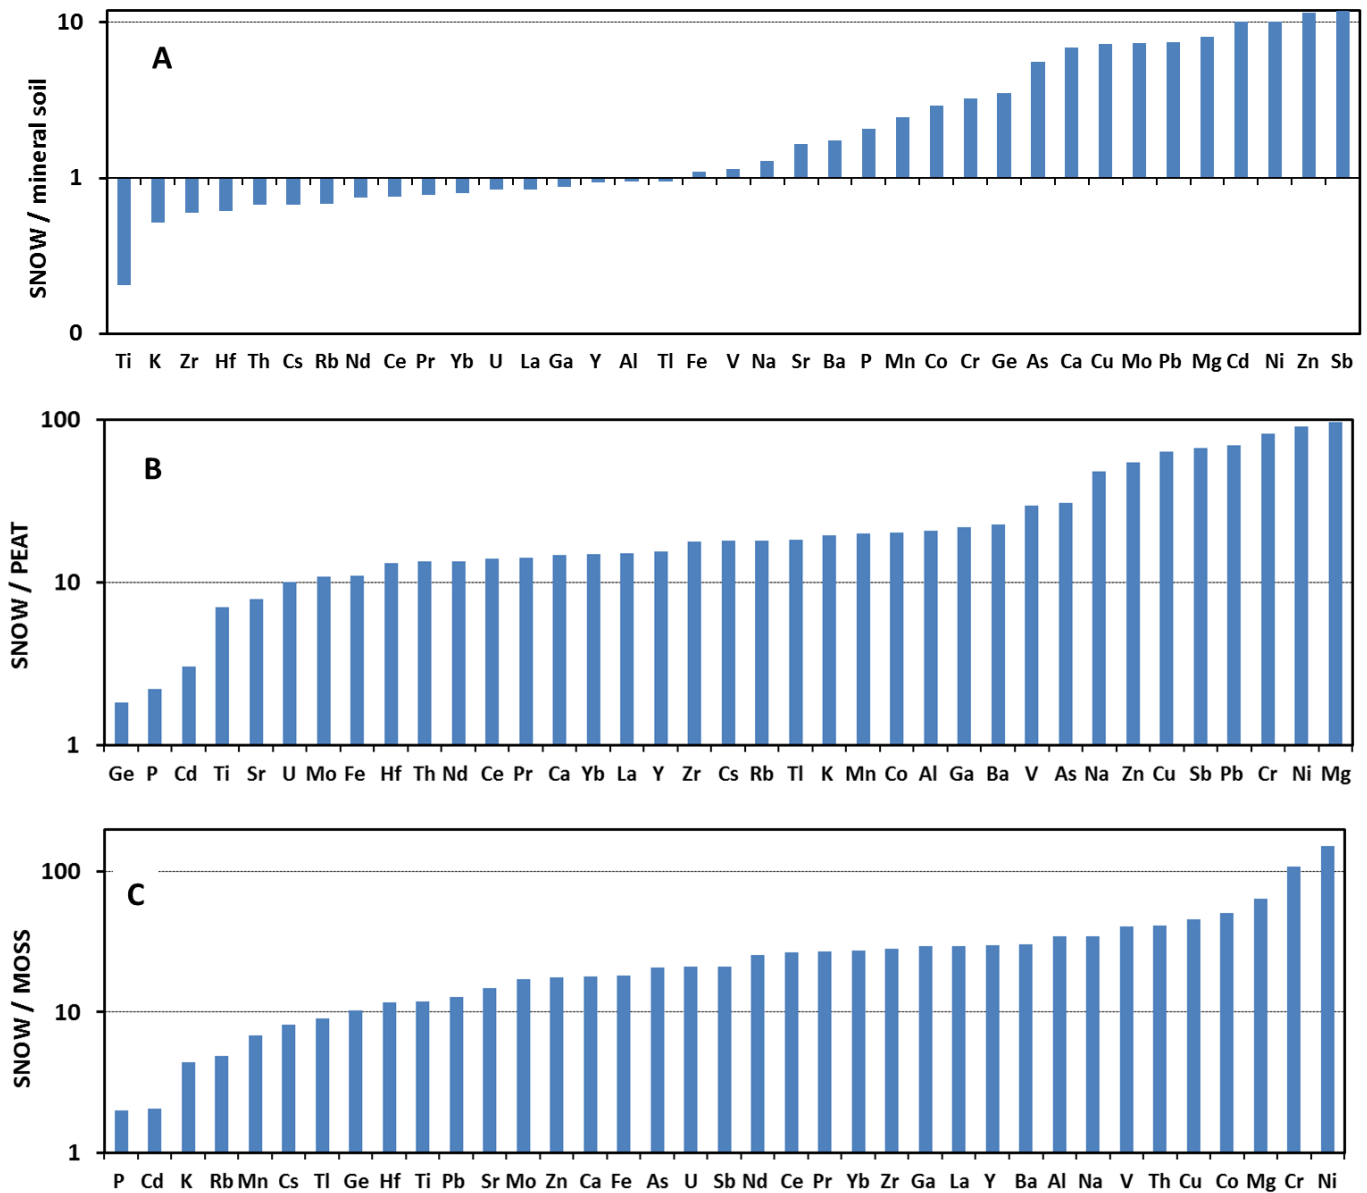 A
SNOW / mineral soil
10
1
0
Ti K Zr Hf Th Cs Rb Nd Ce Pr Yb U La Ga Y Al Tl Fe V Na Sr Ba P Mn Co Cr Ge As Ca Cu Mo Pb Mg Cd Ni Zn Sb
B
SNOW / PEAT
100
10
1
Ge P Cd Ti Sr U Mo Fe Hf Th Nd Ce Pr Ca Yb La Y Zr Cs Rb Tl K Mn Co Al Ga Ba V As Na Zn Cu Sb Pb Cr Ni Mg
C
SNOW / MOSS
100
10
1
P Cd K Rb Mn Cs Tl Ge Hf Ti Pb Sr Mo Zn Ca Fe As U Sb Nd Ce Pr Yb Zr Ga La Y Ba Al Na V Th Cu Co Mg Cr Ni